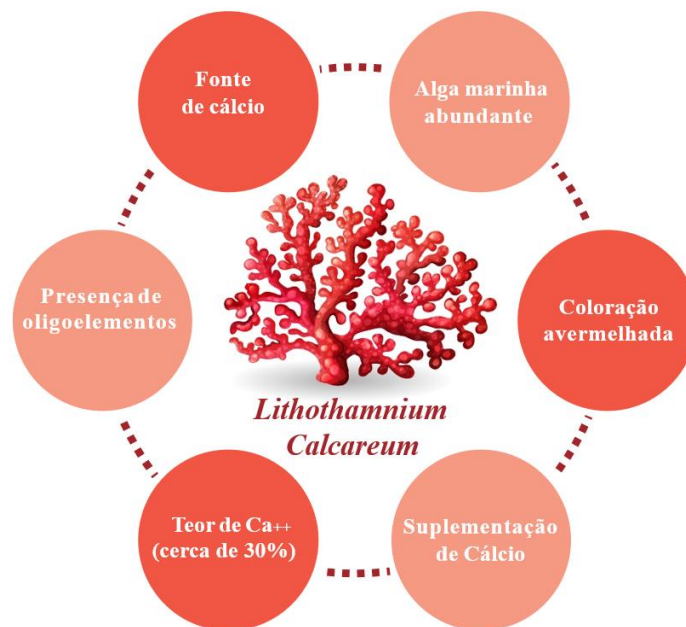 Fonte
de cálcio
Alga marinha
abundante
Presença de
oligoelementos
Coloração
avermelhada
Lithothamnium
Calcareum
Teor de Ca++
(cerca de 30%)
Suplementação
de Cálcio